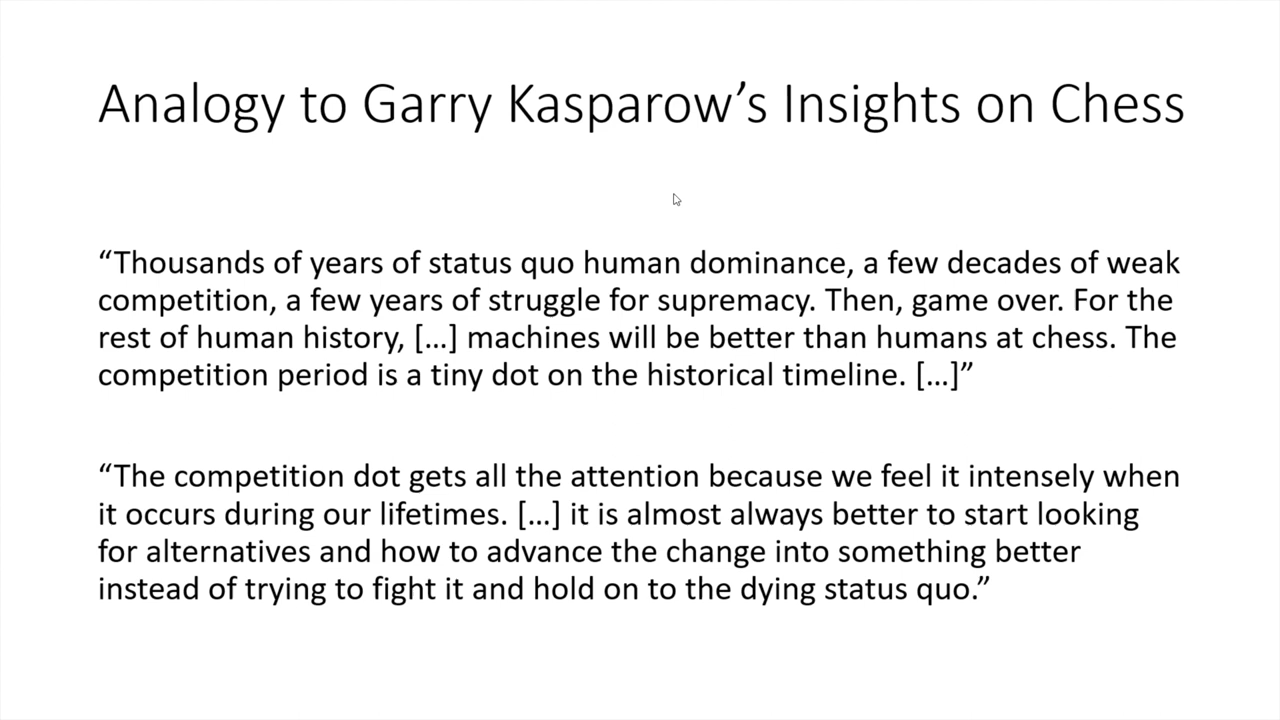 Analogy to Garry Kasparow’s Insights on Chess
“Thousands of years of status quo human dominance, a few decades of weak
competition, a few years of struggle for supremacy. Then, game over. For the
rest of human history, […] machines will be better than humans at chess. The
competition period is a tiny dot on the historical timeline. […]”
“The competition dot gets all the attention because we feel it intensely when
it occurs during our lifetimes. […] it is almost always better to start looking
for alternatives and how to advance the change into something better
instead of trying to fight it and hold on to the dying status quo.”